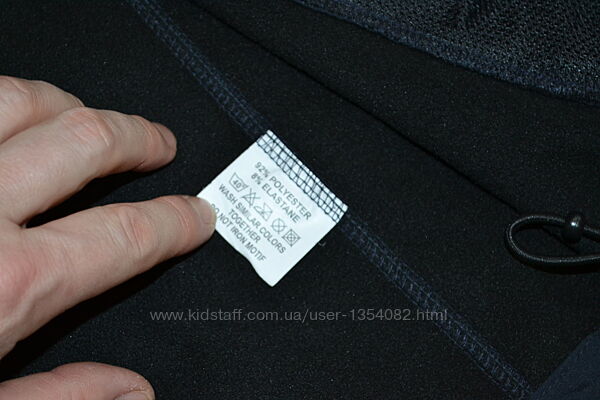 92% POLYESTER
8% ELASTANE
40°
WASH SIMILAR COLORS
TOGETHER
DO NOT IRON MOTIF
www.kidstaff.com.ua/user-1354082.html